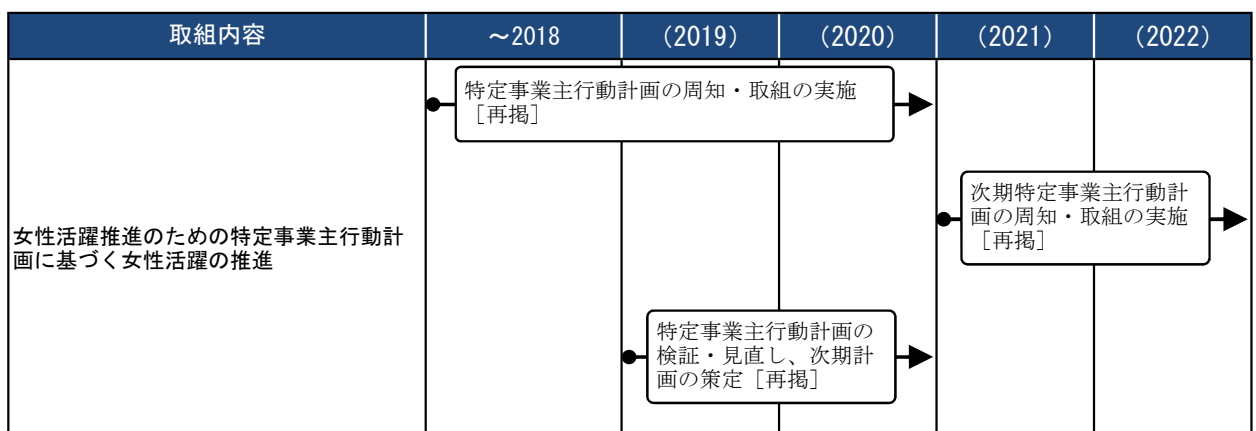 取組内容
～2018
（2019）
（2020）
（2021）
（2022）
特定事業主行動計画の周知・取組の実施
［再掲］
次期特定事業主行動計
画の周知・取組の実施
［再掲］
女性活躍推進のための特定事業主行動計
画に基づく女性活躍の推進
特定事業主行動計画の
検証・見直し、次期計
画の策定［再掲］